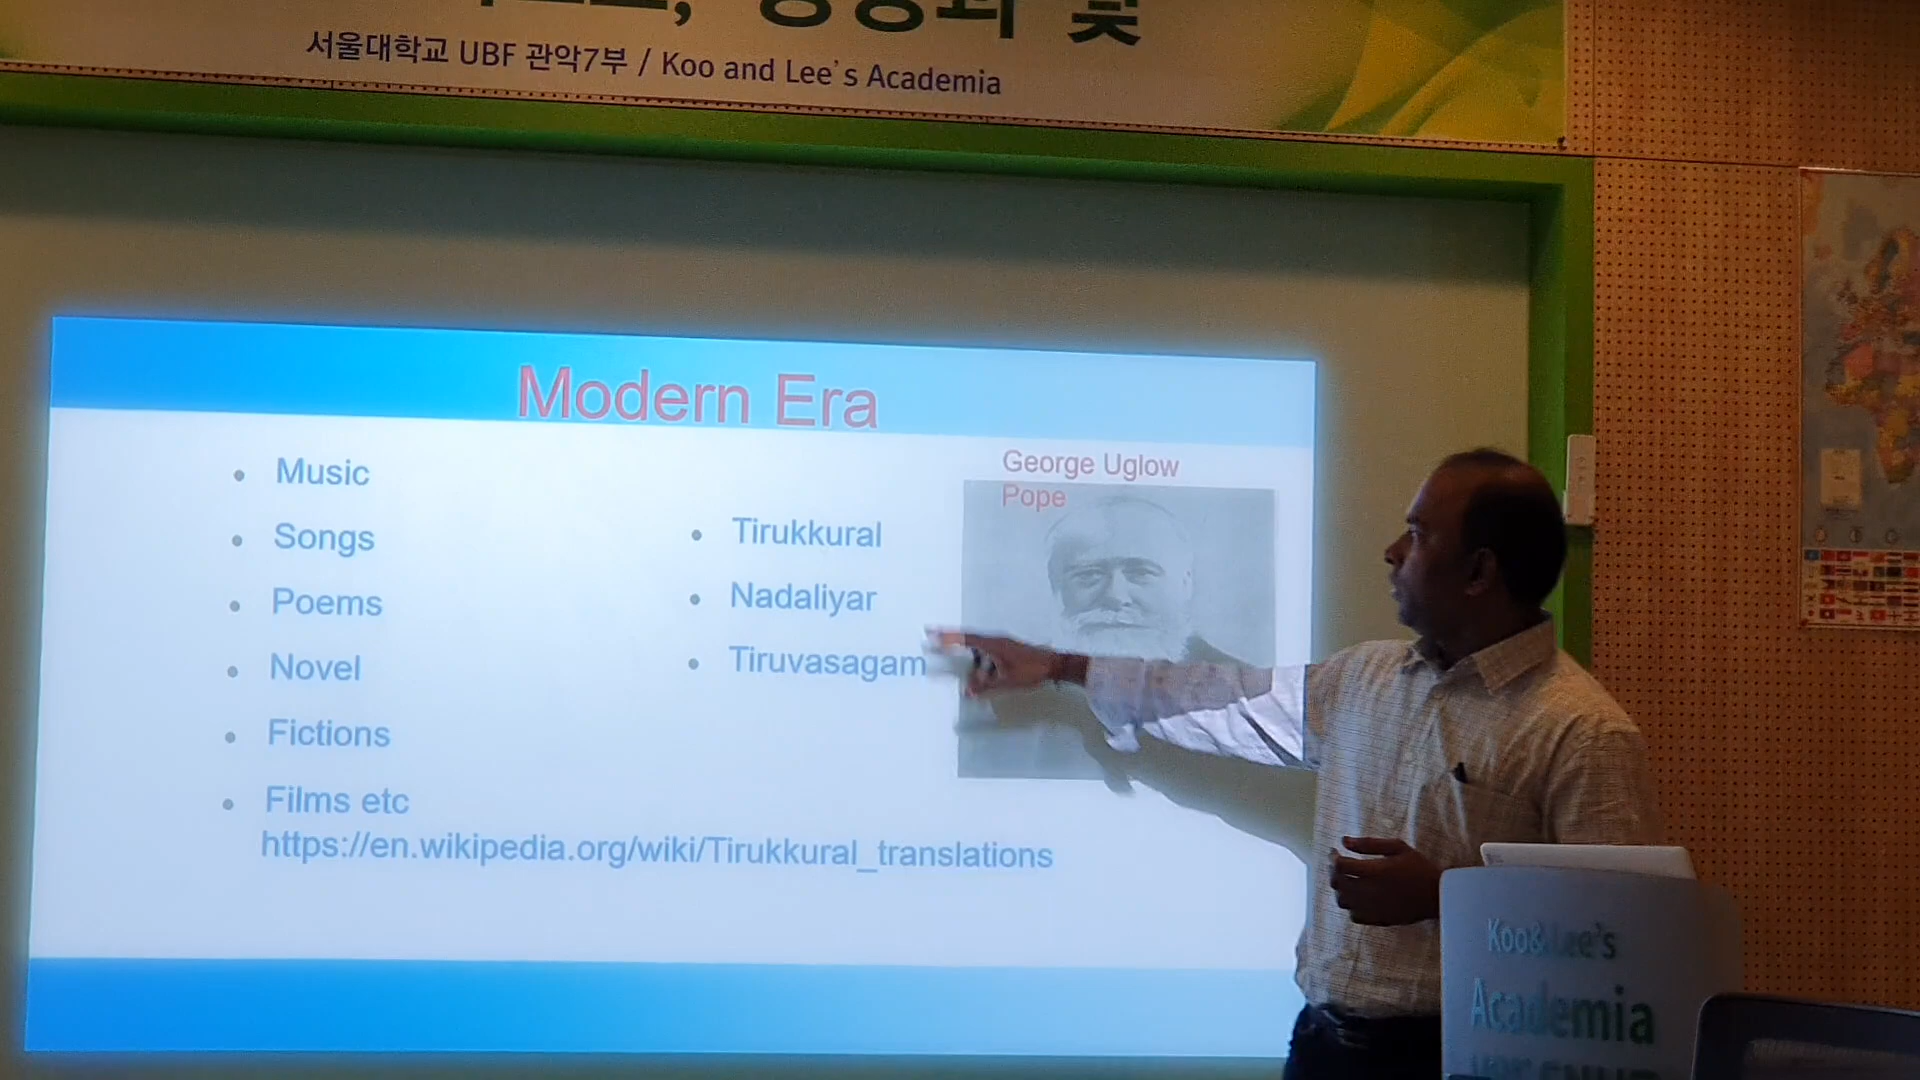 서울대학교 UBF 관악7부 / Koo and Lee's Academia
Modern Era
George Uglow
Pope
Music
Songs
Poems
Novel
Fictions
Films etc
https://en.wikipedia.org/wiki/Tirukkural_translations
Tirukkural
Nadaliyar
Tiruvasagam
Koo&Lee's
Academia